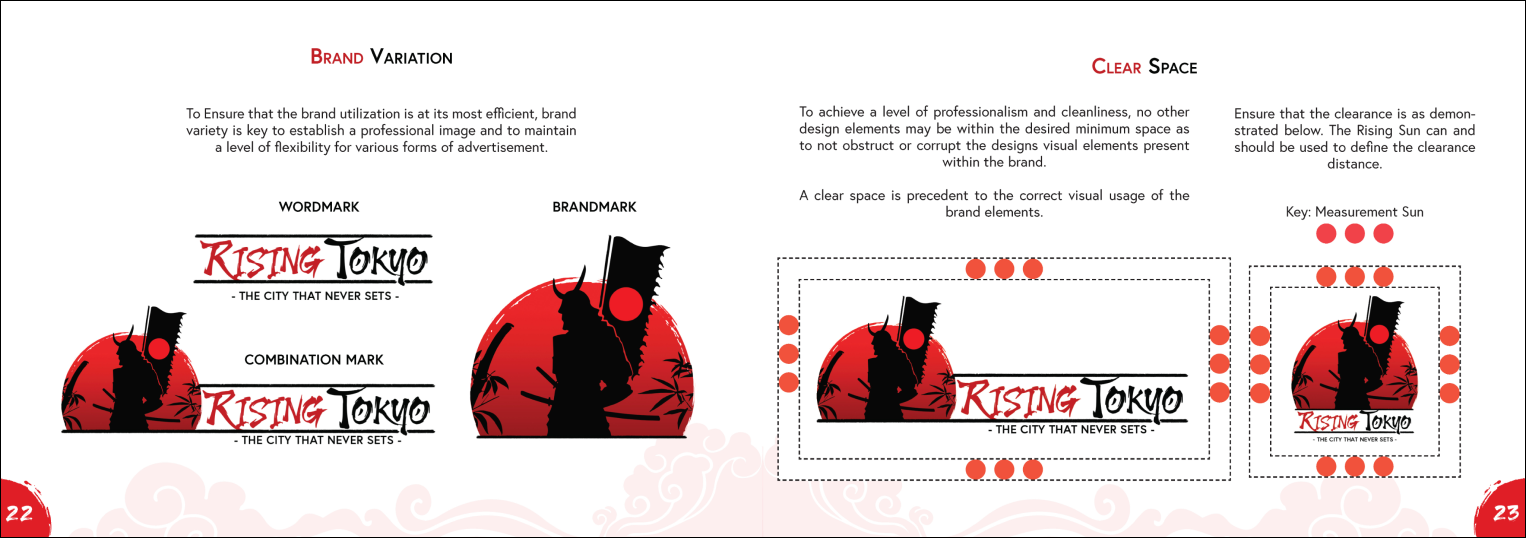 Brand Variation
To Ensure that the brand utilization is at its most efficient, brand
variety is key to establish a professional image and to maintain
a level of flexibility for various forms of advertisement.
WORDMARK
RISING TOKYO
- THE CITY THAT NEVER SETS -
BRANDMARK
COMBINATION MARK
RISING TOKYO
- THE CITY THAT NEVER SETS -
22
Clear Space
To achieve a level of professionalism and cleanliness, no other
design elements may be within the desired minimum space as
to not obstruct or corrupt the designs visual elements present
within the brand.
A clear space is precedent to the correct visual usage of the
brand elements.
Ensure that the clearance is as demon-
strated below. The Rising Sun can and
should be used to define the clearance
distance.
Key: Measurement Sun
RISING TOKYO
- THE CITY THAT NEVER SETS -
RISING TOKYO
- THE CITY THAT NEVER SETS -
23